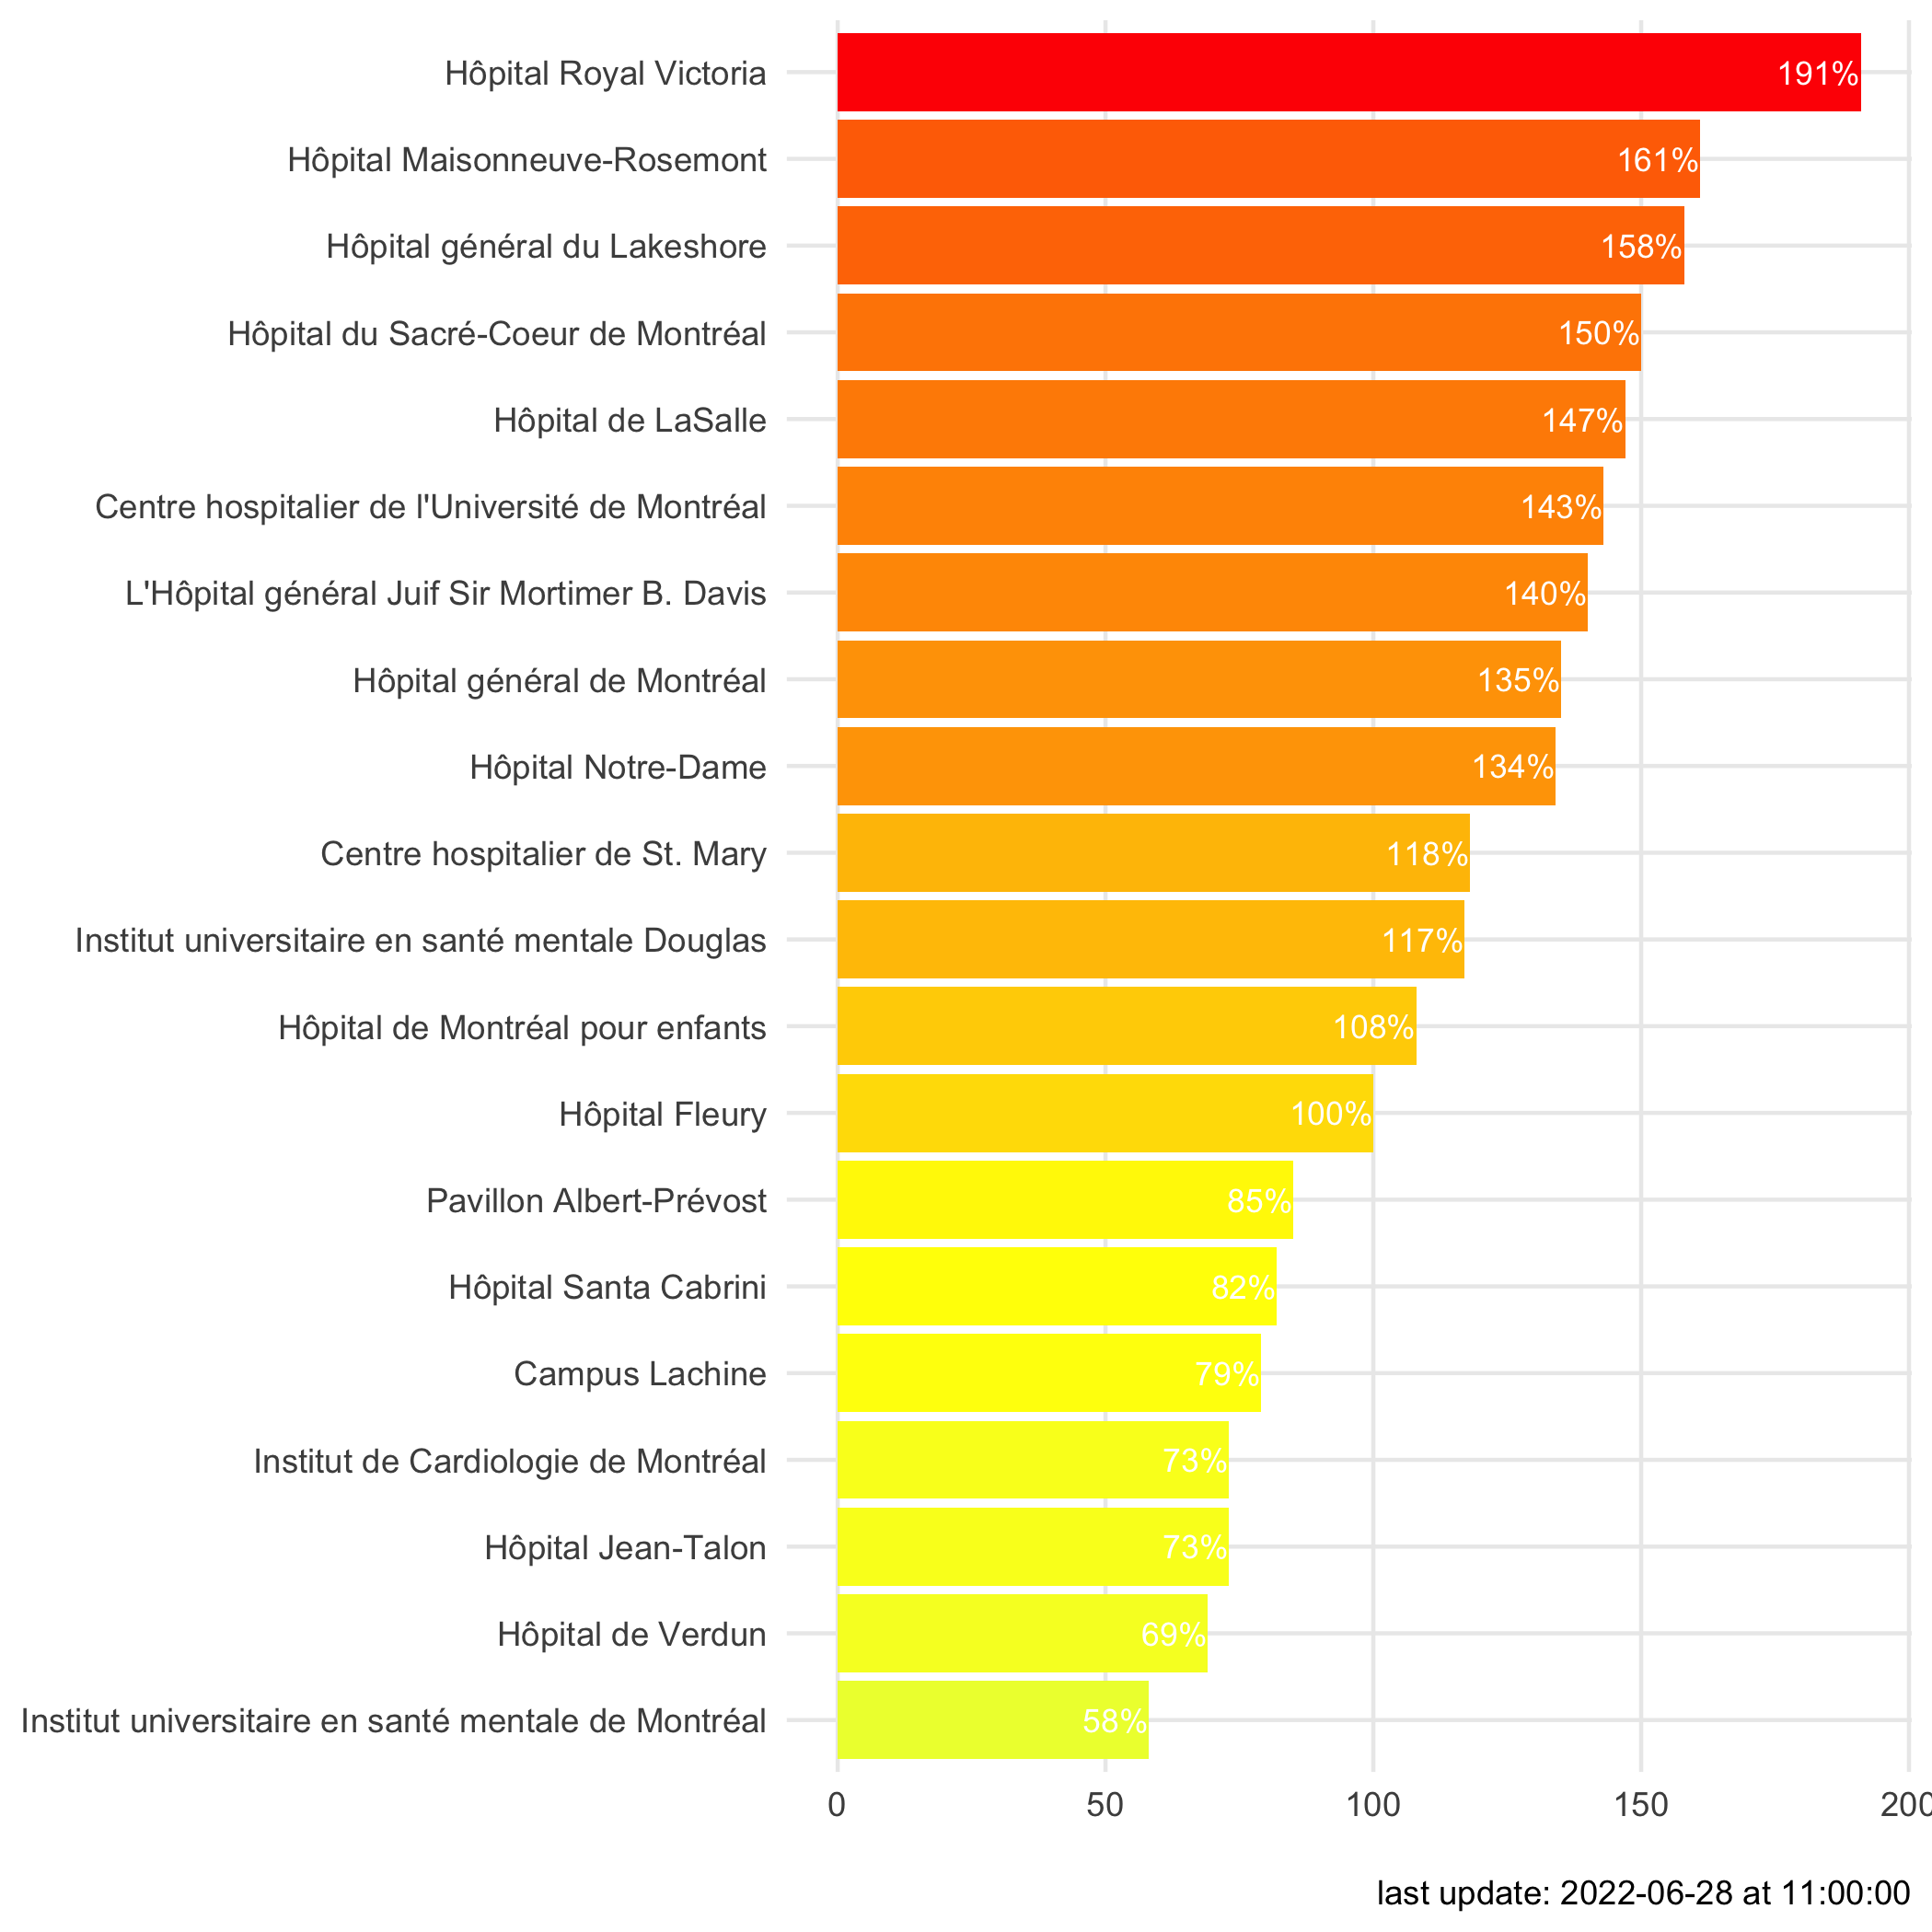 Hôpital Royal Victoria 191%
Hôpital Maisonneuve-Rosemont 161%
Hôpital général du Lakeshore 158%
Hôpital du Sacré-Coeur de Montréal 150%
Hôpital de LaSalle 147%
Centre hospitalier de l'Université de Montréal 143%
L'Hôpital général Juif Sir Mortimer B. Davis 140%
Hôpital général de Montréal 135%
Hôpital Notre-Dame 134%
Centre hospitalier de St. Mary 118%
Institut universitaire en santé mentale Douglas 117%
Hôpital de Montréal pour enfants 108%
Hôpital Fleury 100%
Pavillon Albert-Prévost 85%
Hôpital Santa Cabrini 82%
Campus Lachine 79%
Institut de Cardiologie de Montréal 73%
Hôpital Jean-Talon 73%
Hôpital de Verdun 69%
Institut universitaire en santé mentale de Montréal 58%
0 50 100 150 200
last update: 2022-06-28 at 11:00:00